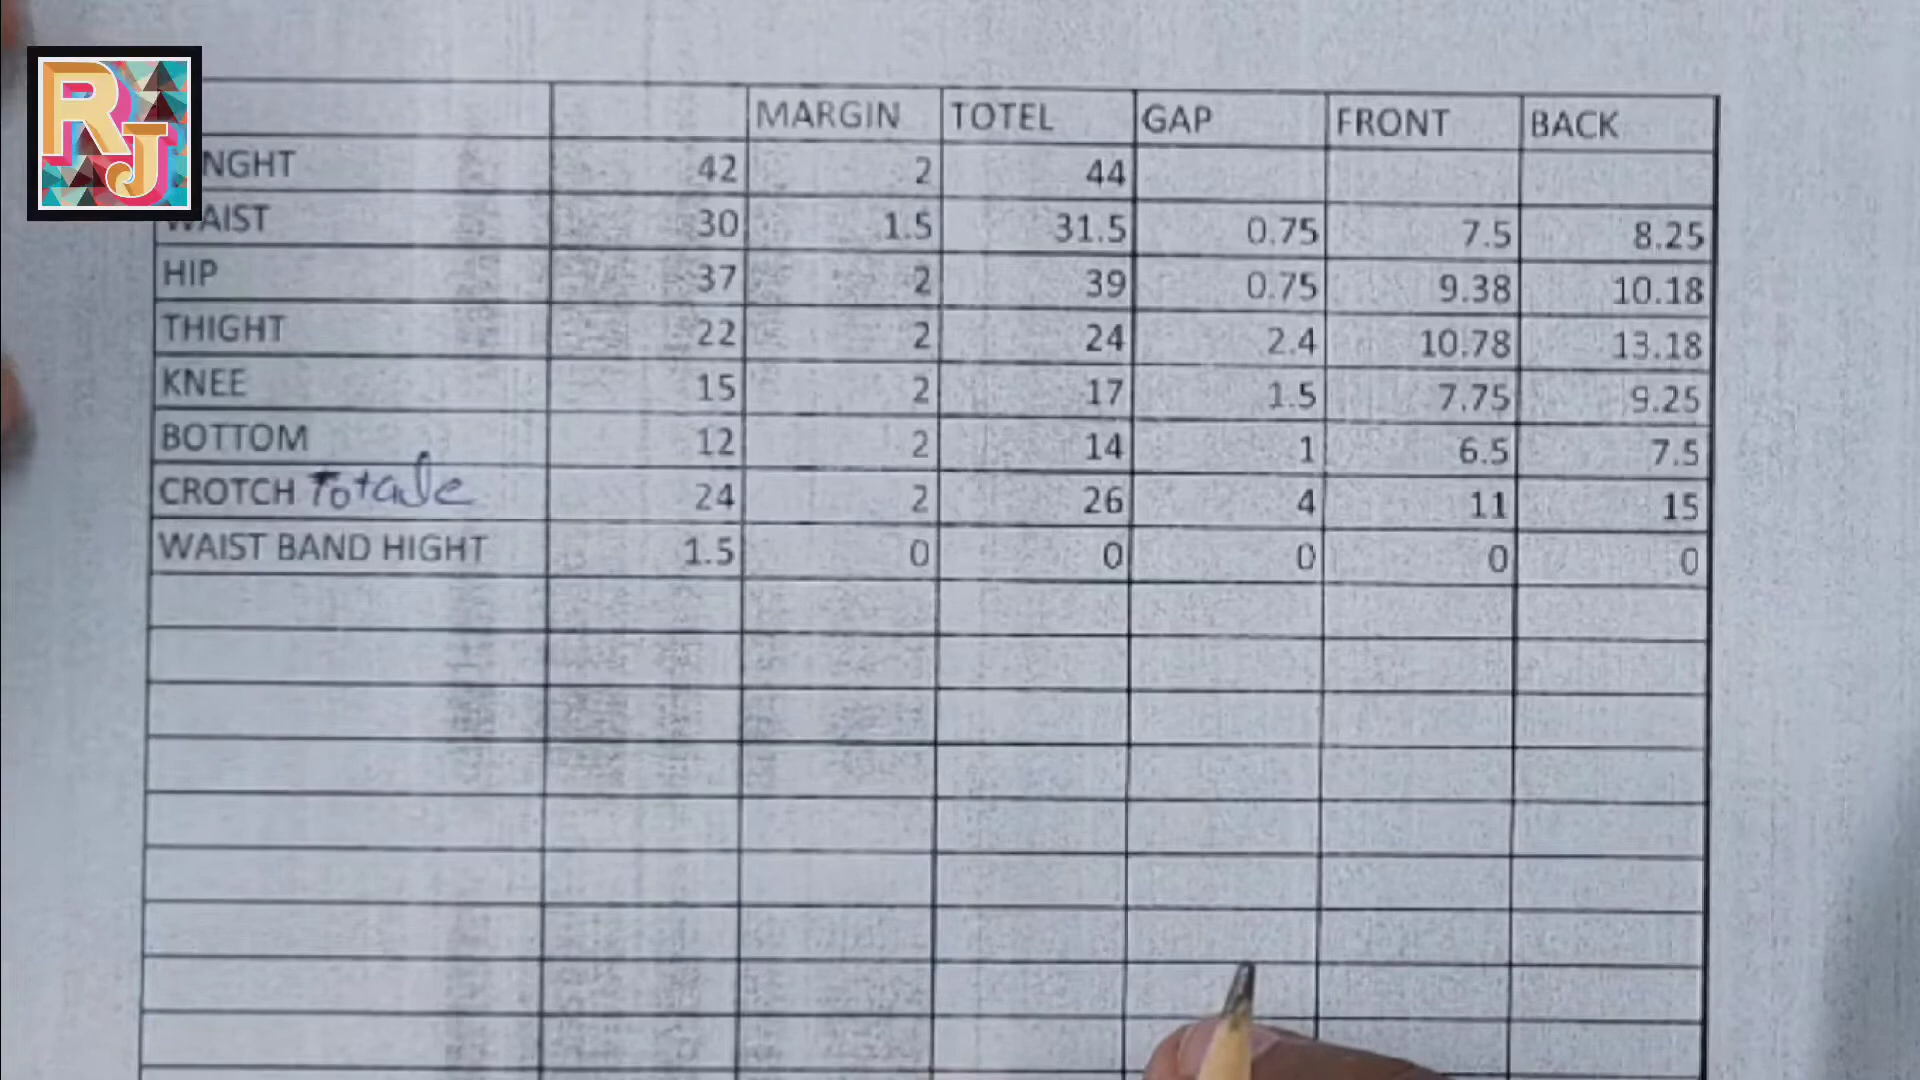 RJ
MARGIN TOTEL GAP FRONT BACK
NGHT 42 2 44
WAIST 30 1.5 31.5 0.75 7.5 8.25
HIP 37 2 39 0.75 9.38 10.18
THIGHT 22 2 24 2.4 10.78 13.18
KNEE 15 2 17 1.5 7.75 9.25
BOTTOM 12 2 14 1 6.5 7.5
CROTCH Totale 24 2 26 4 11 15
WAIST BAND HIGHT 1.5 0 0 0 0 0